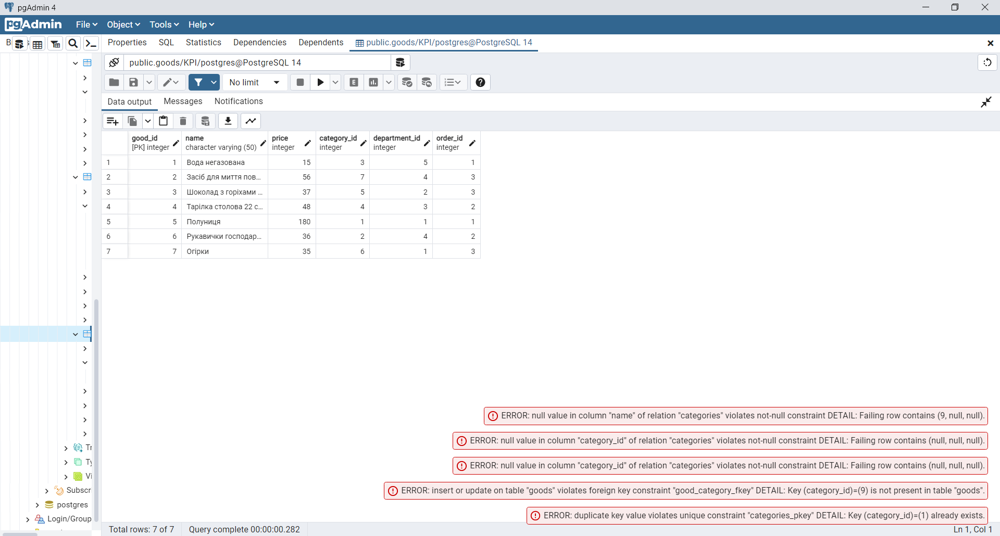 pgAdmin 4
pgAdmin File Object Tools Help
Properties SQL Statistics Dependencies Dependents public.goods/KPI/postgres@PostgreSQL 14
public.goods/KPI/postgres@PostgreSQL 14
No limit
Data output Messages Notifications
good_id name price category_id department_id order_id
[PK] integer character varying (50) integer integer integer integer
1 1 Вода негазована 15 3 5 1
2 2 Засіб для миття пов... 56 7 4 3
3 3 Шоколад з горіхами ... 37 5 2 3
4 4 Тарілка столова 22 с... 48 4 3 2
5 5 Полуниця 180 1 1 1
6 6 Рукавички господар... 36 2 4 2
7 7 Огірки 35 6 1 3
ERROR: null value in column "name" of relation "categories" violates not-null constraint DETAIL: Failing row contains (9, null, null).
ERROR: null value in column "category_id" of relation "categories" violates not-null constraint DETAIL: Failing row contains (null, null, null).
ERROR: null value in column "category_id" of relation "categories" violates not-null constraint DETAIL: Failing row contains (null, null, null).
ERROR: insert or update on table "goods" violates foreign key constraint "good_category_fkey" DETAIL: Key (category_id)=(9) is not present in table "goods".
ERROR: duplicate key value violates unique constraint "categories_pkey" DETAIL: Key (category_id)=(1) already exists.
Tr
Ty
Vi
Subscr
postgres
Login/Group
Total rows: 7 of 7 Query complete 00:00:00.282 Ln 1, Col 1